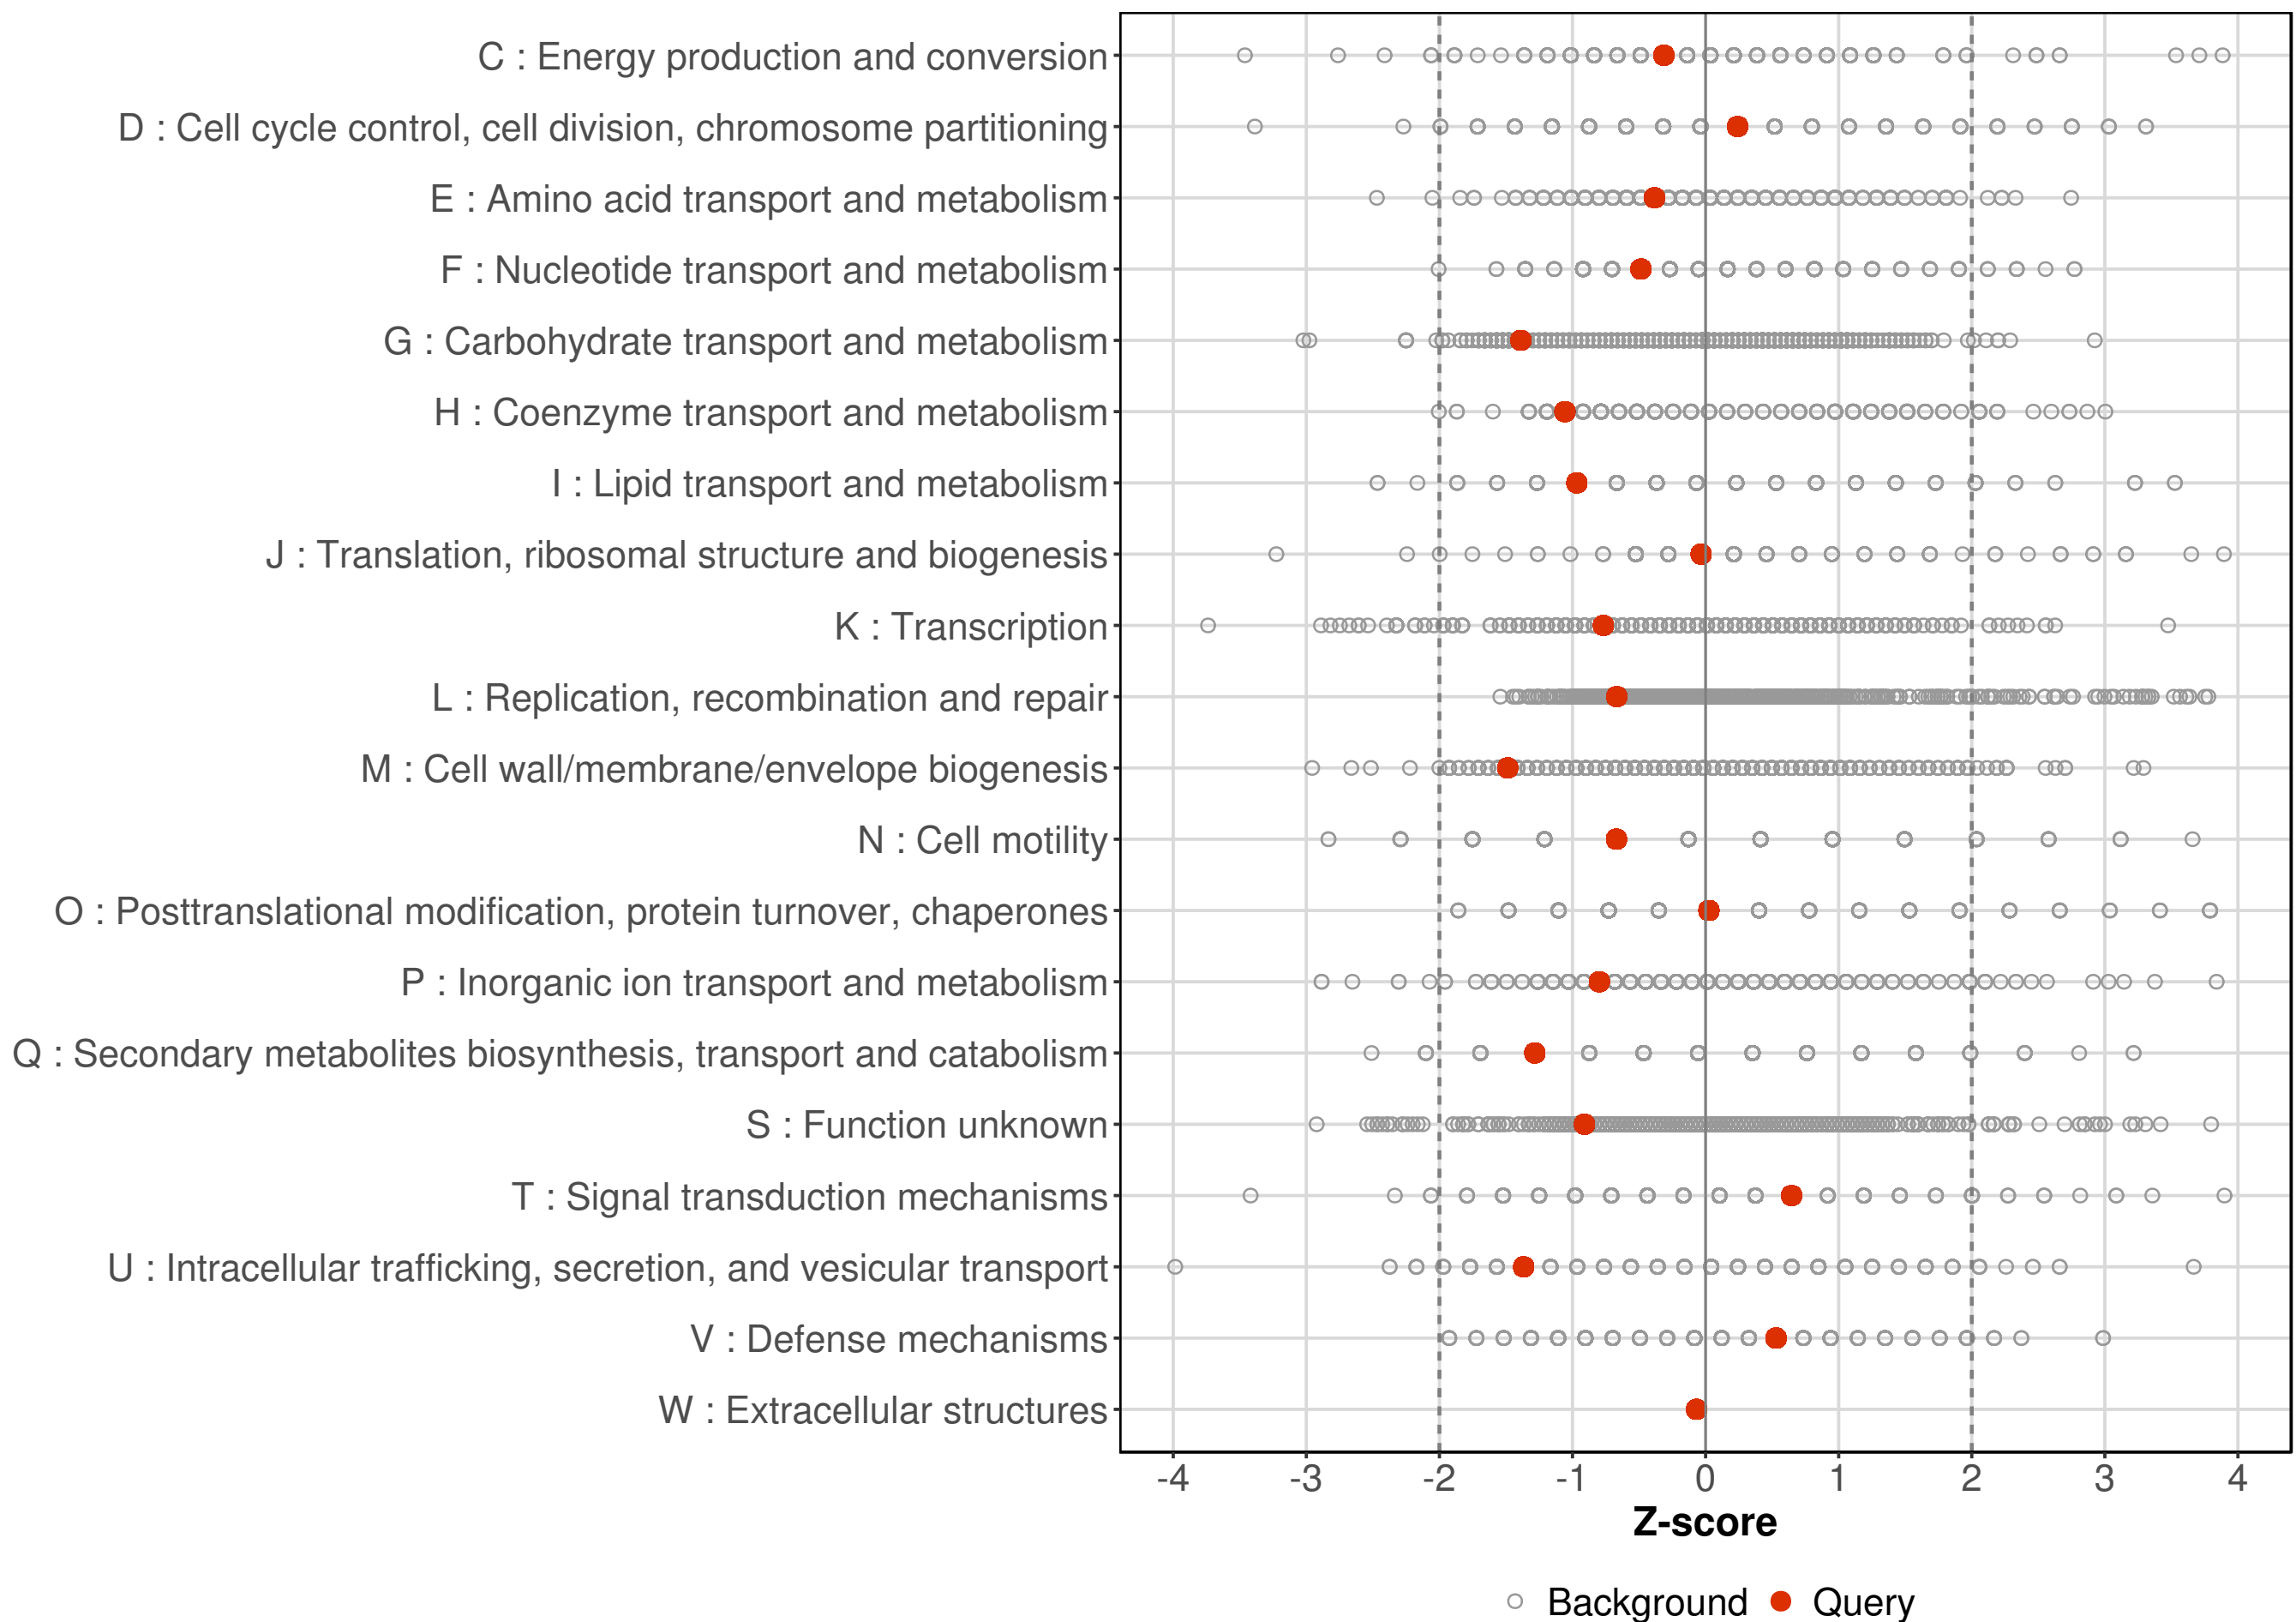 C : Energy production and conversion
D : Cell cycle control, cell division, chromosome partitioning
E : Amino acid transport and metabolism
F : Nucleotide transport and metabolism
G : Carbohydrate transport and metabolism
H : Coenzyme transport and metabolism
I : Lipid transport and metabolism
J : Translation, ribosomal structure and biogenesis
K : Transcription
L : Replication, recombination and repair
M : Cell wall/membrane/envelope biogenesis
N : Cell motility
O : Posttranslational modification, protein turnover, chaperones
P : Inorganic ion transport and metabolism
Q : Secondary metabolites biosynthesis, transport and catabolism
S : Function unknown
T : Signal transduction mechanisms
U : Intracellular trafficking, secretion, and vesicular transport
V : Defense mechanisms
W : Extracellular structures
-4 -3 -2 -1 0 1 2 3 4
Z-score
Background Query